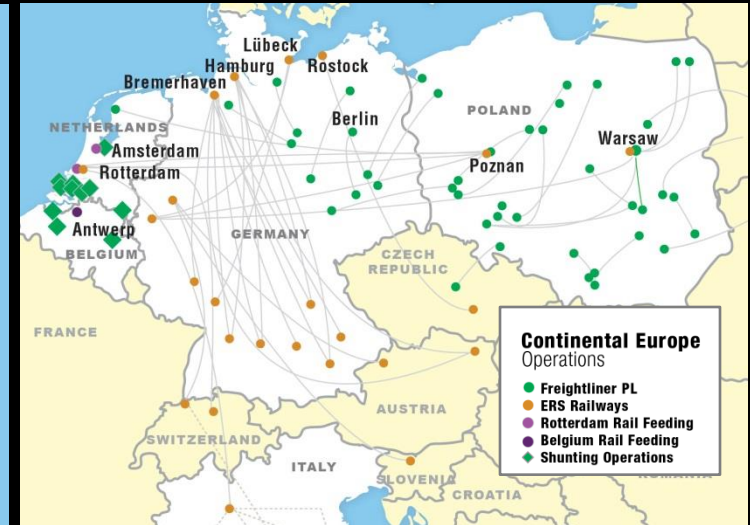 Lübeck
Hamburg
Rostock
Bremerhaven
Berlin
POLAND
NETHERLANDS
Amsterdam
Warsaw
Rotterdam
Poznan
Antwerp
GERMANY
BELGIUM
CZECH
REPUBLIC
FRANCE
Continental Europe
Operations
Freightliner PL
ERS Railways
Rotterdam Rail Feeding
Belgium Rail Feeding
Shunting Operations
AUSTRIA
SWITZERLAND
ITALY
SLOVENIA
CROATIA